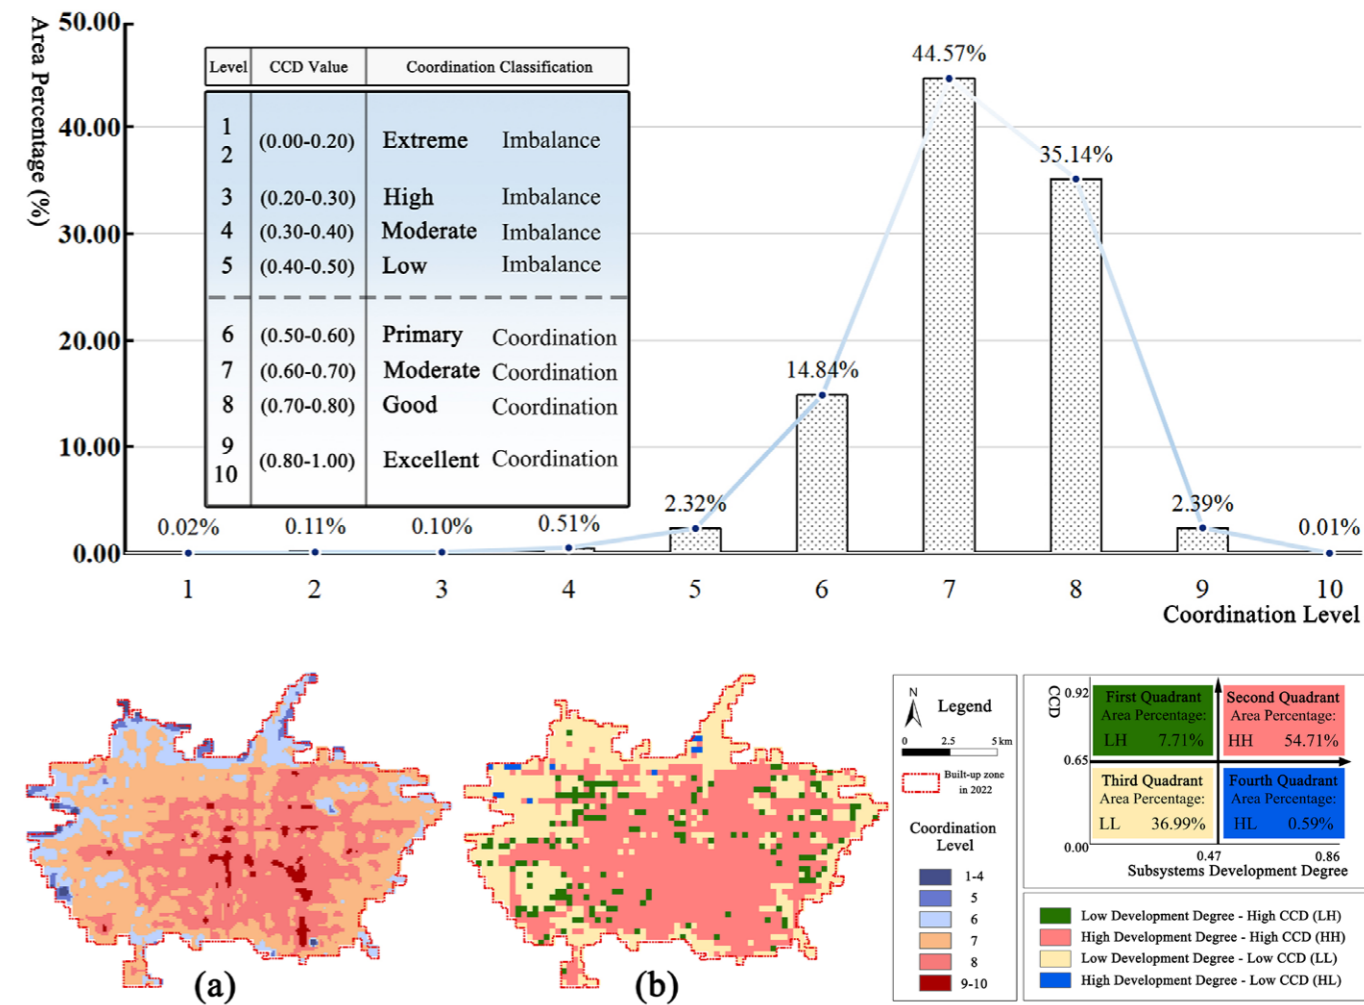 Area Percentage (%)
50.00
40.00
30.00
20.00
10.00
0.00
Level CCD Value Coordination Classification
1
2
(0.00-0.20) Extreme Imbalance
3 (0.20-0.30) High Imbalance
4 (0.30-0.40) Moderate Imbalance
5 (0.40-0.50) Low Imbalance
6 (0.50-0.60) Primary Coordination
7 (0.60-0.70) Moderate Coordination
8 (0.70-0.80) Good Coordination
9
10
(0.80-1.00) Excellent Coordination
0.02% 0.11% 0.10% 0.51% 2.32% 14.84% 44.57% 35.14% 2.39% 0.01%
1 2 3 4 5 6 7 8 9 10
Coordination Level
(a)
(b)
N
Legend
0 2.5 5 km
Built-up zone
in 2022
Coordination
Level
1-4
5
6
7
8
9-10
CCD
0.92
0.65
0.00
First Quadrant
Area Percentage:
LH 7.71%
Second Quadrant
Area Percentage:
HH 54.71%
Third Quadrant
Area Percentage:
LL 36.99%
Fourth Quadrant
Area Percentage:
HL 0.59%
0.47 0.86
Subsystems Development Degree
Low Development Degree - High CCD (LH)
High Development Degree - High CCD (HH)
Low Development Degree - Low CCD (LL)
High Development Degree - Low CCD (HL)